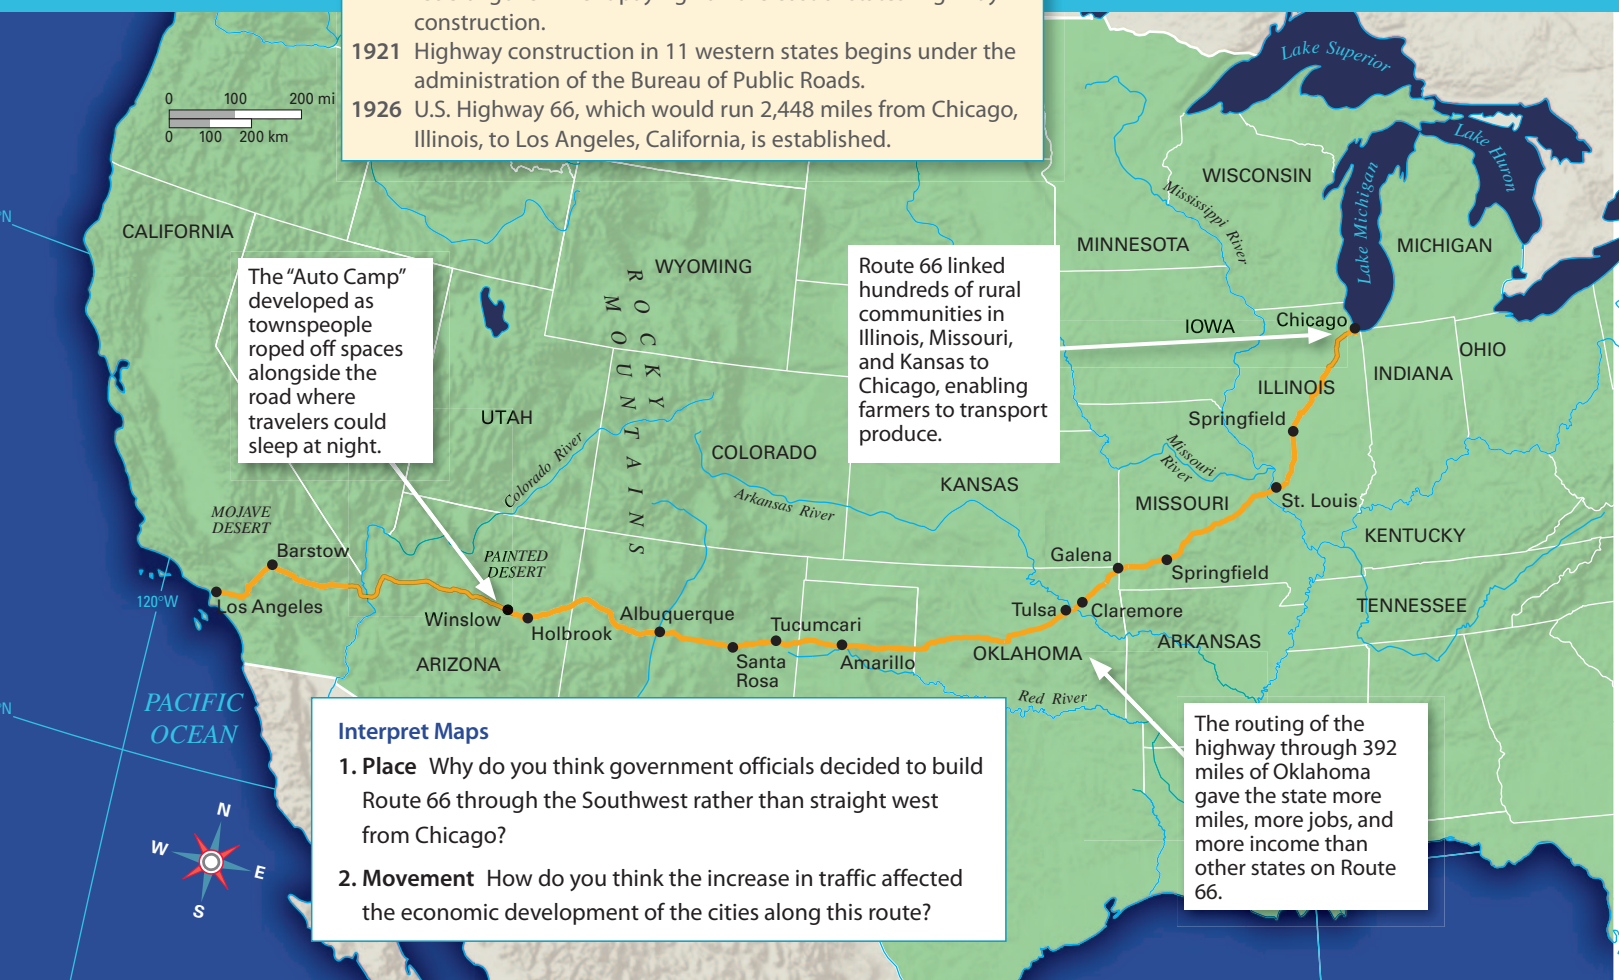 construction.
1921 Highway construction in 11 western states begins under the
administration of the Bureau of Public Roads.
1926 U.S. Highway 66, which would run 2,448 miles from Chicago,
Illinois, to Los Angeles, California, is established.
0 100 200 mi
0 100 200 km
Lake Superior
Lake Huron
Lake Michigan
WISCONSIN
Mississippi River
MINNESOTA
MICHIGAN
°N
CALIFORNIA
The “Auto Camp”
developed as
townspeople
roped off spaces
alongside the
road where
travelers could
sleep at night.
WYOMING
ROCKY
MOUNTAINS
Route 66 linked
hundreds of rural
communities in
Illinois, Missouri,
and Kansas to
Chicago, enabling
farmers to transport
produce.
IOWA
Chicago
OHIO
INDIANA
ILLINOIS
UTAH
Springfield
COLORADO
Colorado River
Missouri
River
KANSAS
Arkansas River
MISSOURI
St. Louis
MOJAVE
DESERT
KENTUCKY
Barstow
PAINTED
DESERT
Galena
Springfield
120°W
Los Angeles
Winslow
Holbrook
Albuquerque
Tucumcari
Tulsa
Claremore
TENNESSEE
ARIZONA
Santa
Rosa
Amarillo
OKLAHOMA
ARKANSAS
Red River
PACIFIC
OCEAN
°N
Interpret Maps
1. Place Why do you think government officials decided to build
Route 66 through the Southwest rather than straight west
from Chicago?
2. Movement How do you think the increase in traffic affected
the economic development of the cities along this route?
The routing of the
highway through 392
miles of Oklahoma
gave the state more
miles, more jobs, and
more income than
other states on Route
66.
N
W
E
S